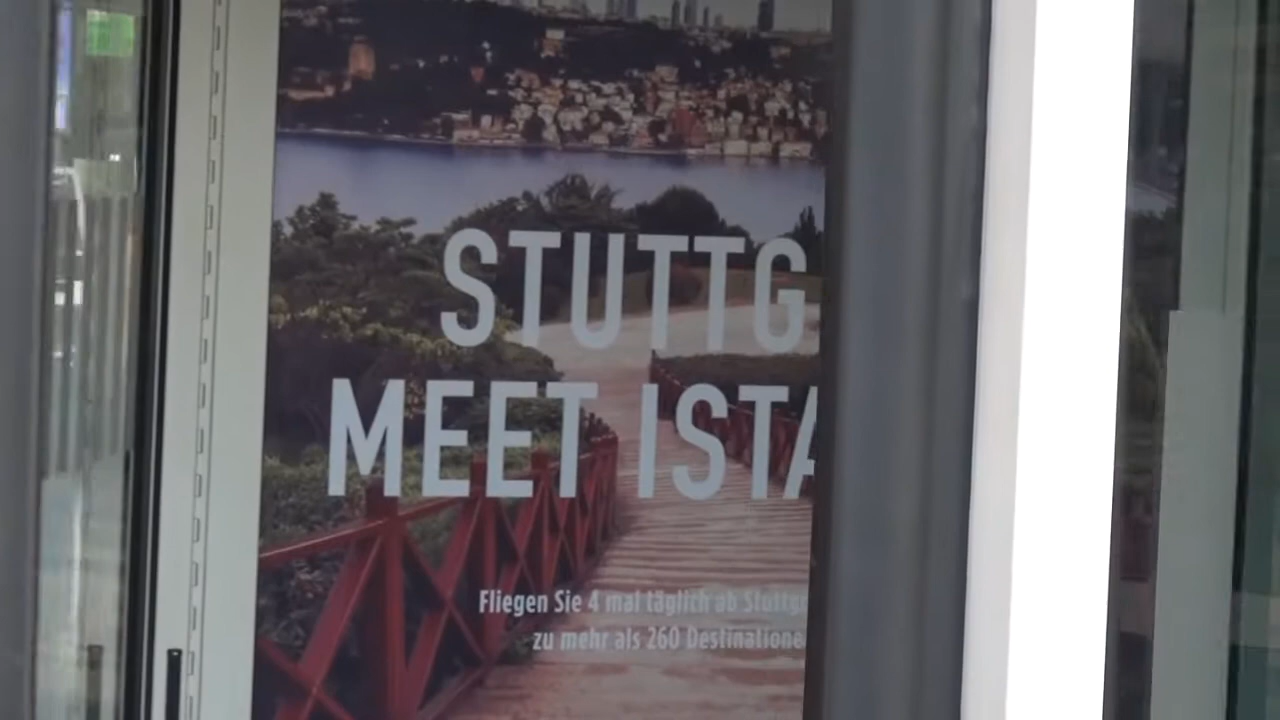 STUTTG
MEET ISTA
Fliegen Sie 4 mal täglich ab Stuttg
zu mehr als 260 Destinatione